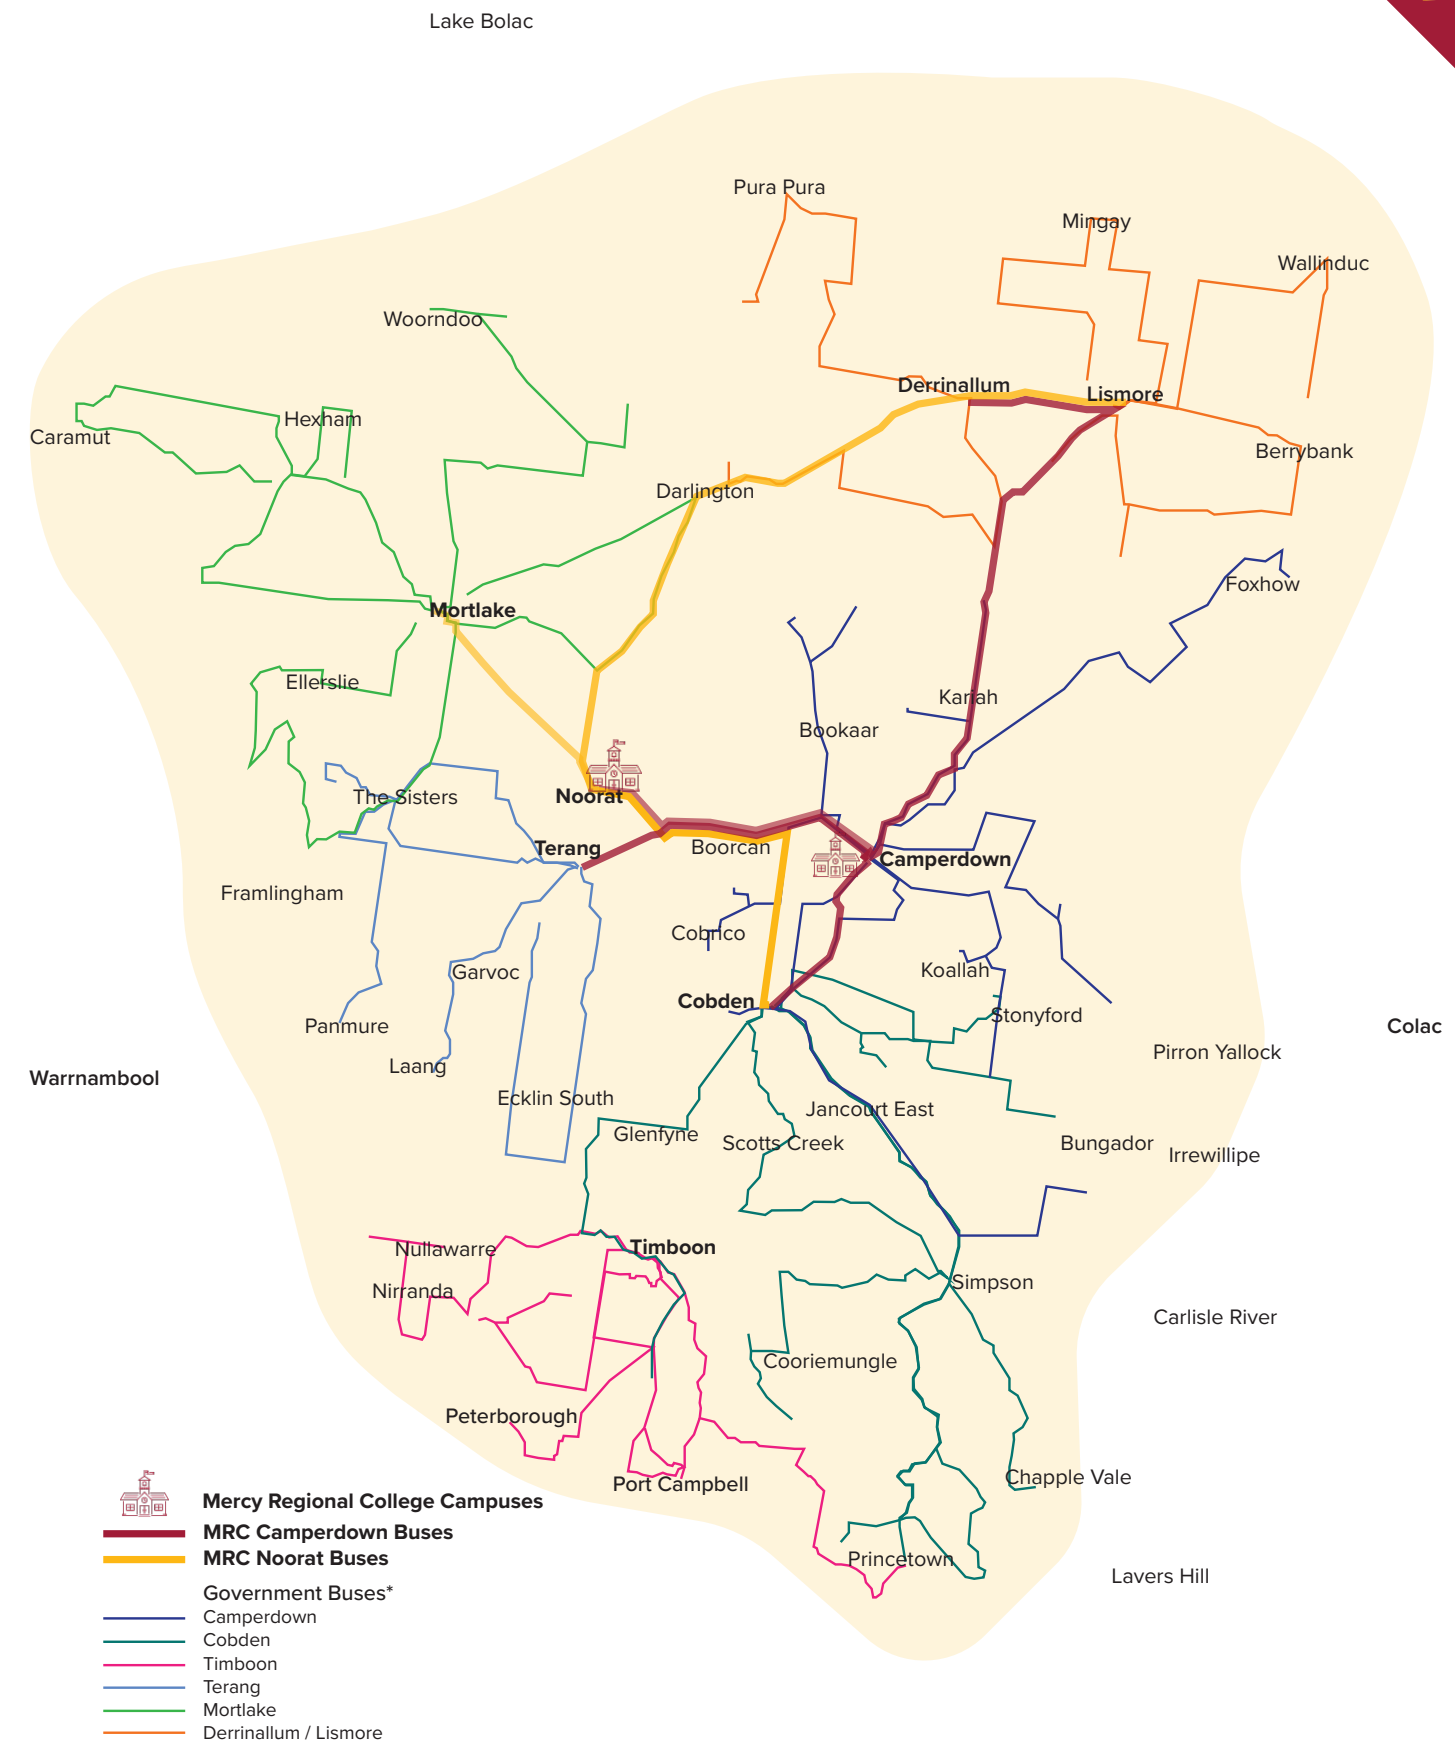 Lake Bolac
Pura Pura
Mingay
Wallinduc
Woorndoo
Derrinallum
Lismore
Hexham
Caramut
Berrybank
Darlington
Foxhow
Mortlake
Ellerslie
Kariah
Bookaar
The Sisters
Noorat
Terang
Boorcan
Camperdown
Framlingham
Cobrico
Garvoc
Koallah
Cobden
Stonyford
Panmure
Colac
Pirron Yallock
Laang
Warrnambool
Ecklin South
Jancourt East
Glenfyne
Scotts Creek
Bungador
Irrewillipe
Nullawarre
Timboon
Nirranda
Simpson
Carlisle River
Cooriemungle
Peterborough
Port Campbell
Chapple Vale
Princetown
Lavers Hill
Mercy Regional College Campuses
MRC Camperdown Buses
MRC Noorat Buses
Government Buses*
Camperdown
Cobden
Timboon
Terang
Mortlake
Derrinallum / Lismore